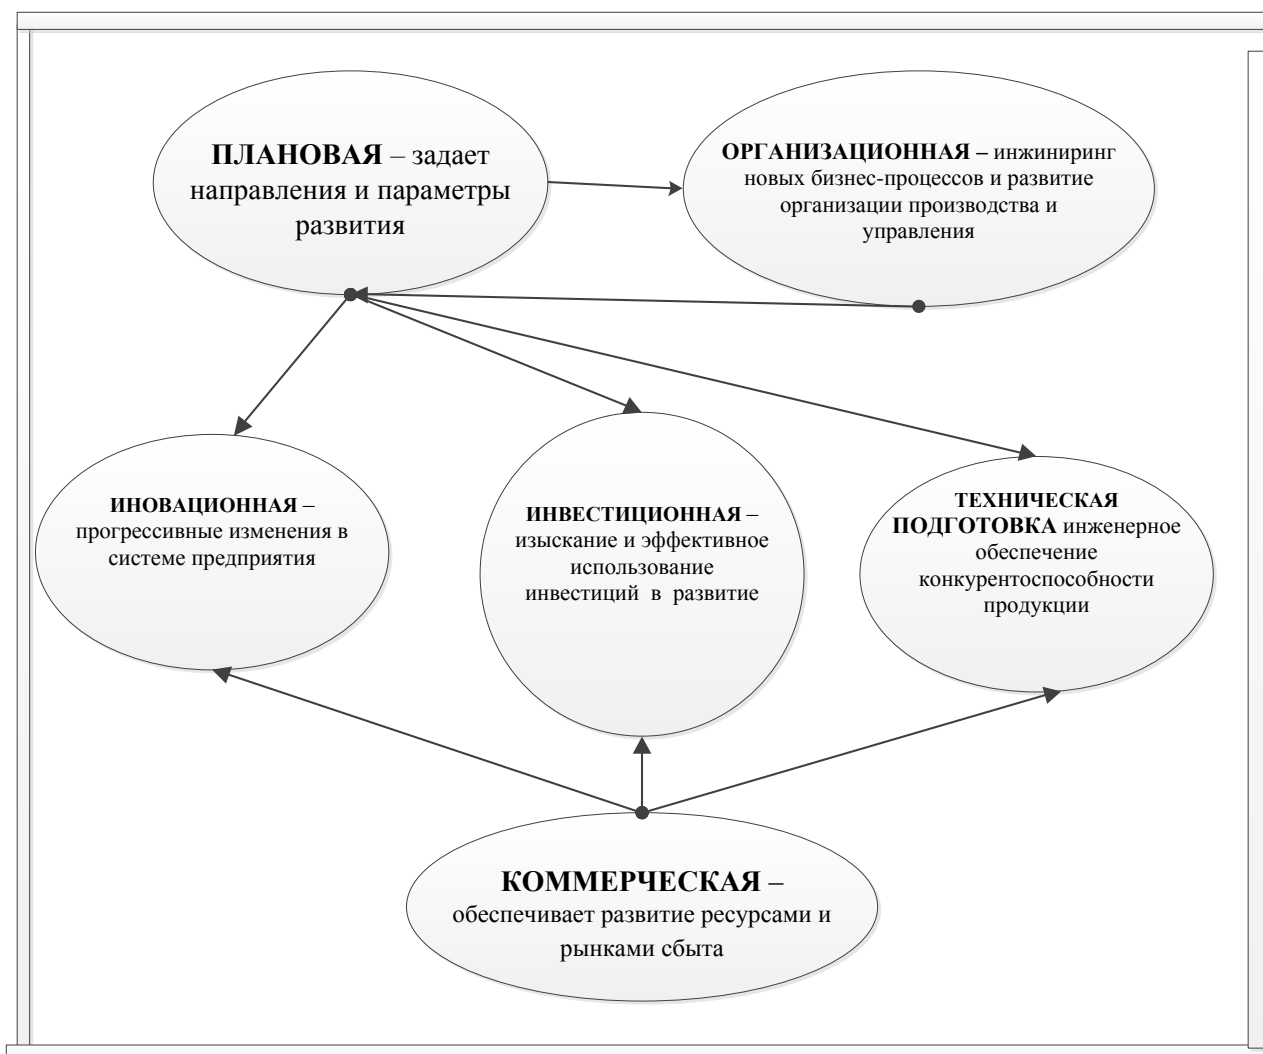 ПЛАНОВАЯ – задает
направления и параметры
развития
ОРГАНИЗАЦИОННАЯ – инжиниринг
новых бизнес-процессов и развитие
организации производства и
управления
ИНОВАЦИОННАЯ –
прогрессивные изменения в
системе предприятия
ИНВЕСТИЦИОННАЯ –
изыскание и эффективное
использование
инвестиций в развитие
ТЕХНИЧЕСКАЯ
ПОДГОТОВКА инженерное
обеспечение
конкурентоспособности
продукции
КОММЕРЧЕСКАЯ –
обеспечивает развитие ресурсами и
рынками сбыта